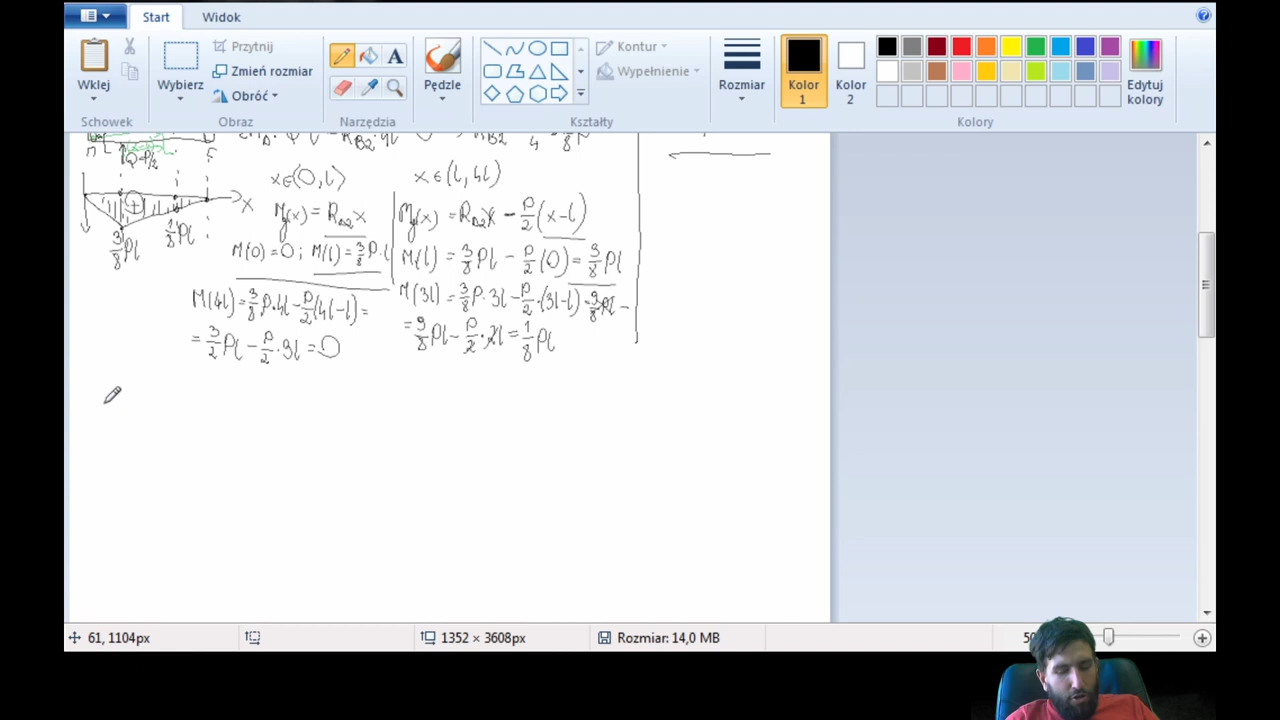 Start Widok
Wklej
Schowek
Wybierz
Przytnij
Zmień rozmiar
Obróć
Obraz
A
Narzędzia
Pędzle
Kontur
Wypełnienie
Kształty
Rozmiar
Kolor 1
Kolor 2
Edytuj kolory
Kolory
Q=P/2
x
3/8 Pl
1/8 Pl
x∈(0,l)
x∈(l,4l)
M(0)=0; M(l)=3/8 P·l
M(l)=3/8 Pl - P/2(0)=3/8 Pl
M(4l)=3/8 P·4l-P/2(4l-l)=
=3/2 Pl-P/2·3l=0
M(3l)=3/8 P·3l-P/2·(3l-l)=9/8 Pl-
=9/8 Pl-P/2·2l=1/8 Pl
61, 1104px
1352 × 3608px
Rozmiar: 14,0 MB